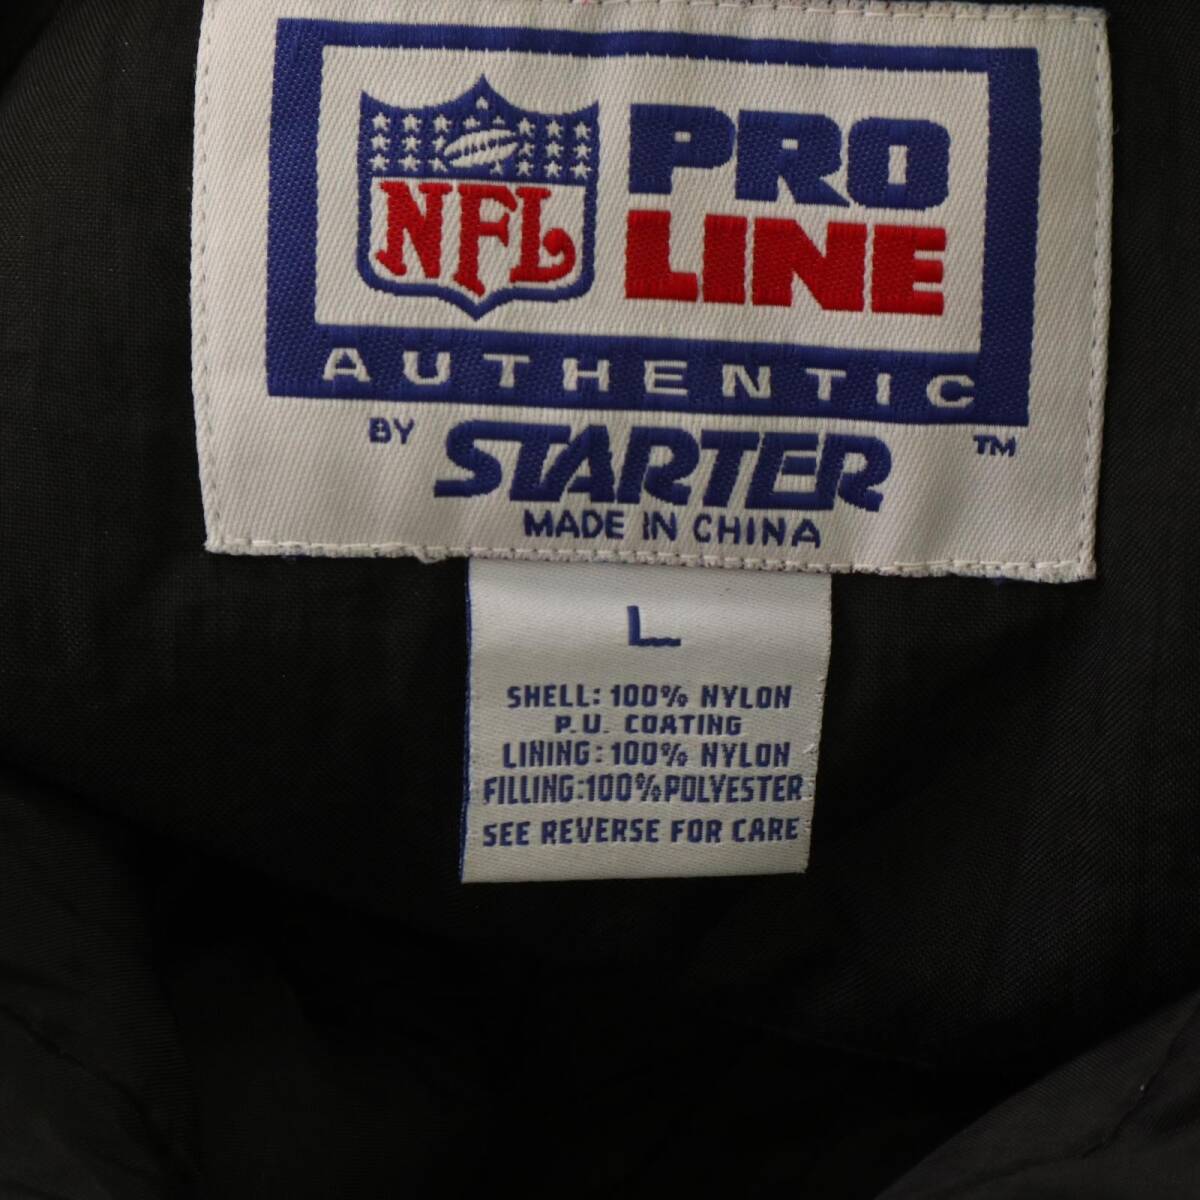 NFL
PRO
LINE
AUTHENTIC
BY STARTER ™
MADE IN CHINA
L
SHELL: 100% NYLON
P.U. COATING
LINING: 100% NYLON
FILLING:100%POLYESTER
SEE REVERSE FOR CARE